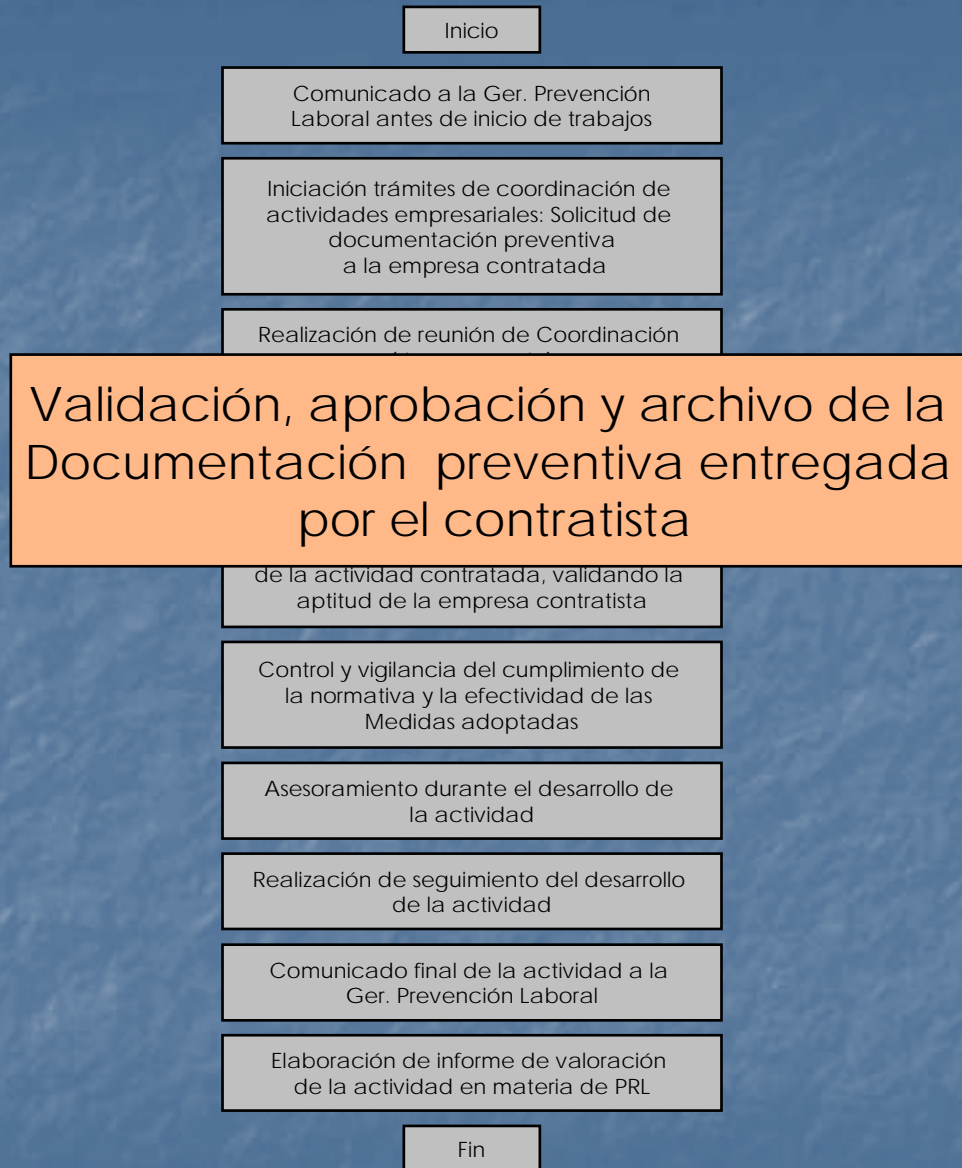 Inicio
Comunicado a la Ger. Prevención
Laboral antes de inicio de trabajos
Iniciación trámites de coordinación de
actividades empresariales: Solicitud de
documentación preventiva
a la empresa contratada
Realización de reunión de Coordinación
Validación, aprobación y archivo de la
Documentación preventiva entregada
por el contratista
de la actividad contratada, validando la
aptitud de la empresa contratista
Control y vigilancia del cumplimiento de
la normativa y la efectividad de las
Medidas adoptadas
Asesoramiento durante el desarrollo de
la actividad
Realización de seguimiento del desarrollo
de la actividad
Comunicado final de la actividad a la
Ger. Prevención Laboral
Elaboración de informe de valoración
de la actividad en materia de PRL
Fin